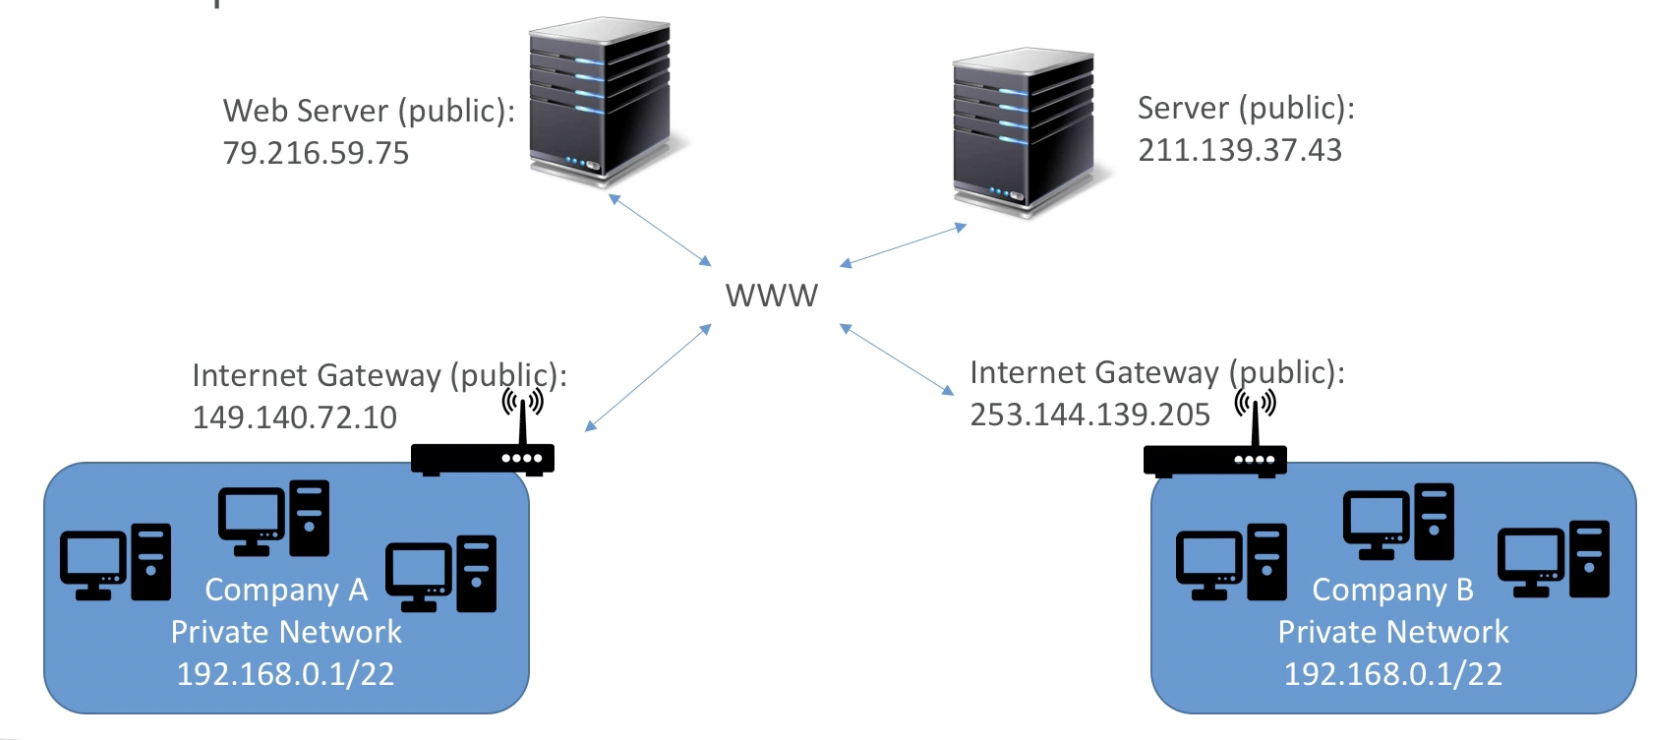 Web Server (public):
79.216.59.75
Server (public):
211.139.37.43
WWW
Internet Gateway (public):
149.140.72.10
Internet Gateway (public):
253.144.139.205
Company A
Private Network
192.168.0.1/22
Company B
Private Network
192.168.0.1/22